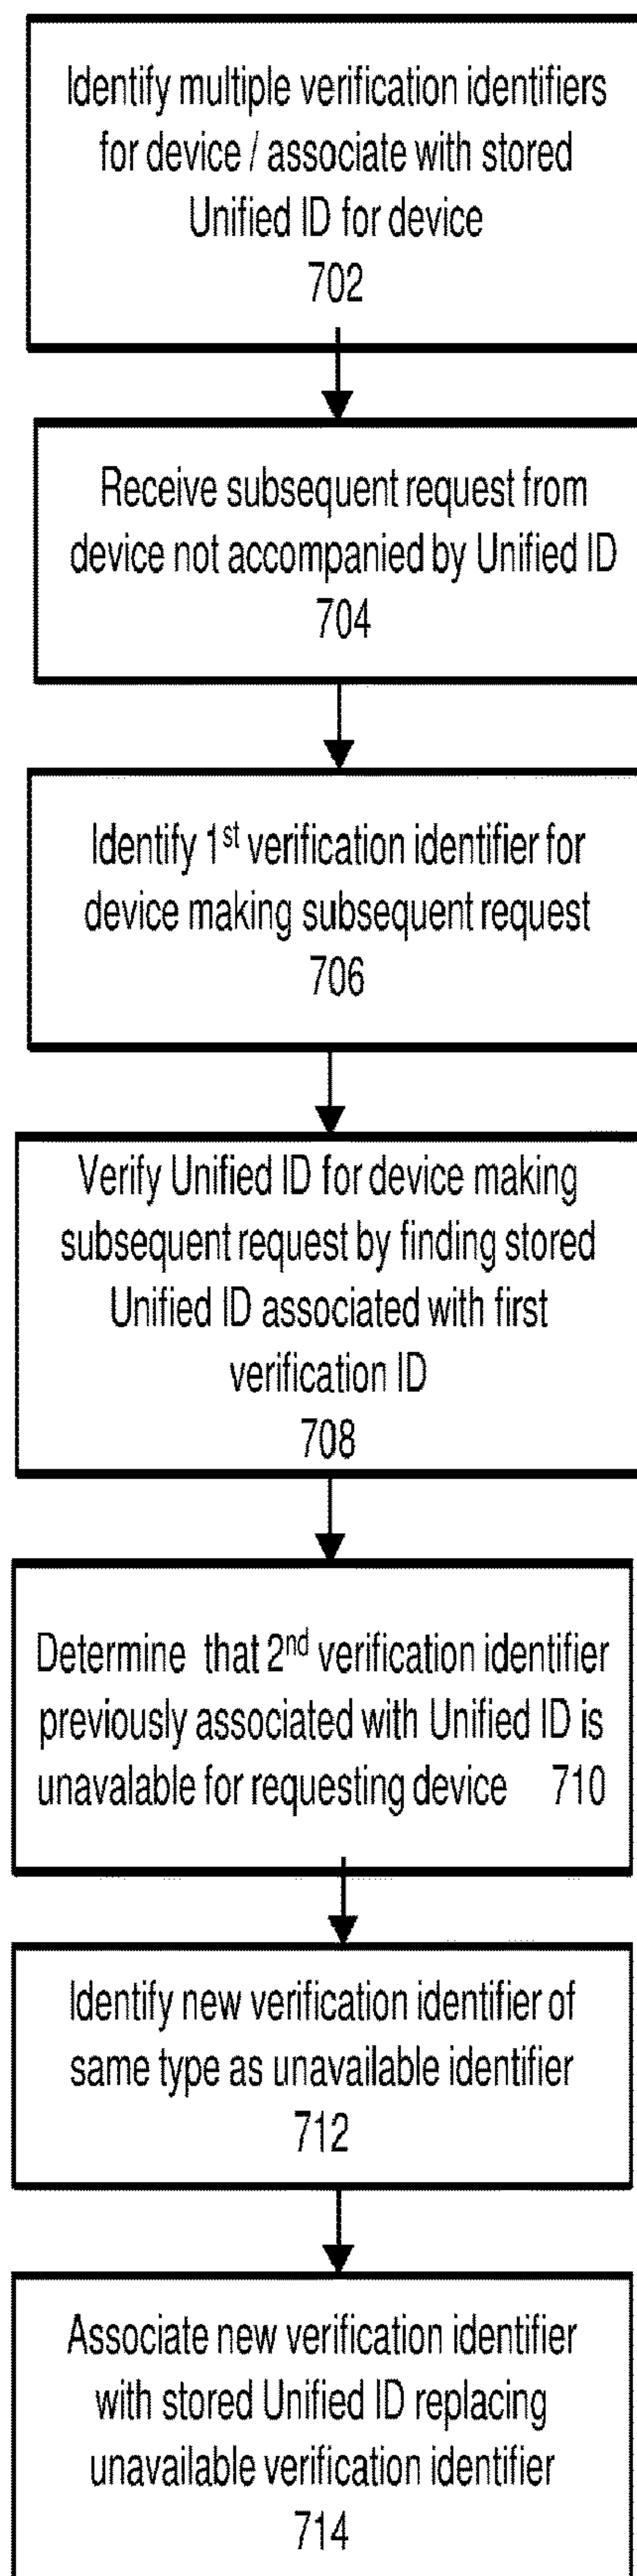 Identify multiple verification identifiers
for device / associate with stored
Unified ID for device
702
Receive subsequent request from
device not accompanied by Unified ID
704
Identify 1st verification identifier for
device making subsequent request
706
Verify Unified ID for device making
subsequent request by finding stored
Unified ID associated with first
verification ID
708
Determine that 2nd verification identifier
previously associated with Unified ID is
unavalable for requesting device 710
Identify new verification identifier of
same type as unavailable identifier
712
Associate new verification identifier
with stored Unified ID replacing
unavailable verification identifier
714